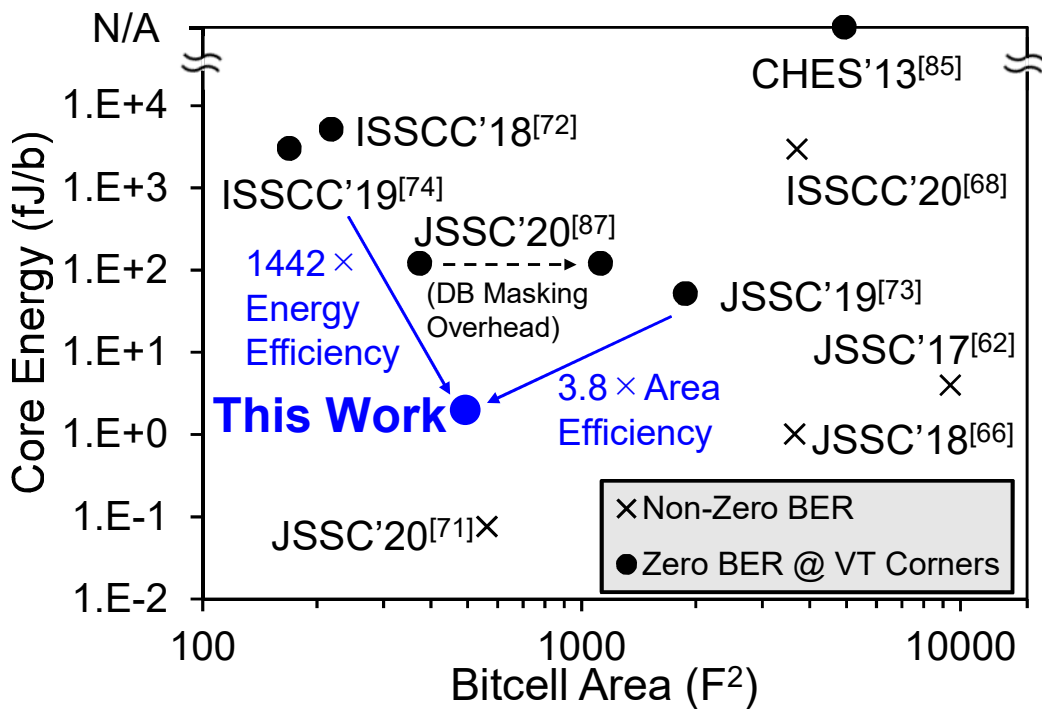 N/A
CHES'13[85]
1.E+4
ISSCC'18[72]
ISSCC'20[68]
1.E+3
ISSCC'19[74]
JSSC'20[87]
1442 ×
Energy
Efficiency
(DB Masking
Overhead)
JSSC'19[73]
1.E+2
JSSC'17[62]
1.E+1
3.8 × Area
Efficiency
This Work
JSSC'18[66]
1.E+0
JSSC'20[71]
1.E-1
× Non-Zero BER
● Zero BER @ VT Corners
1.E-2
100
1000
10000
Core Energy (fJ/b)
Bitcell Area (F²)